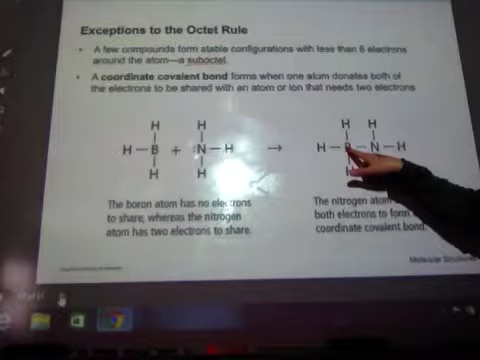 Exceptions to the Octet Rule
• A few compounds form stable configurations with less than 8 electrons
around the atom—a suboctet.
• A coordinate covalent bond forms when one atom donates both of
the electrons to be shared with an atom or ion that needs two electrons
H H H H
H — B + N — H → H — B — N — H
H H H
The boron atom has no electrons
to share, whereas the nitrogen
atom has two electrons to share.
The nitrogen atom
both electrons to form
coordinate covalent bond.
Molecular Structures